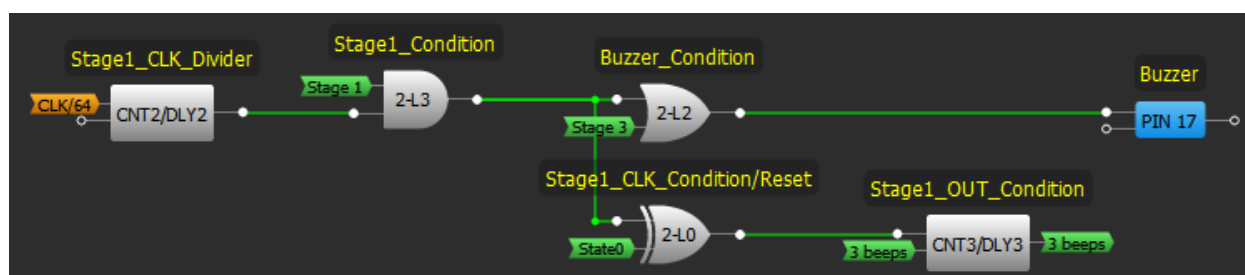 Stage1_CLK_Divider
Stage1_Condition
Buzzer_Condition
Buzzer
CLK/64
CNT2/DLY2
Stage 1
2-L3
2-L2
Stage 3
PIN 17
Stage1_CLK_Condition/Reset
Stage1_OUT_Condition
State0
2-L0
3 beeps
CNT3/DLY3
3 beeps